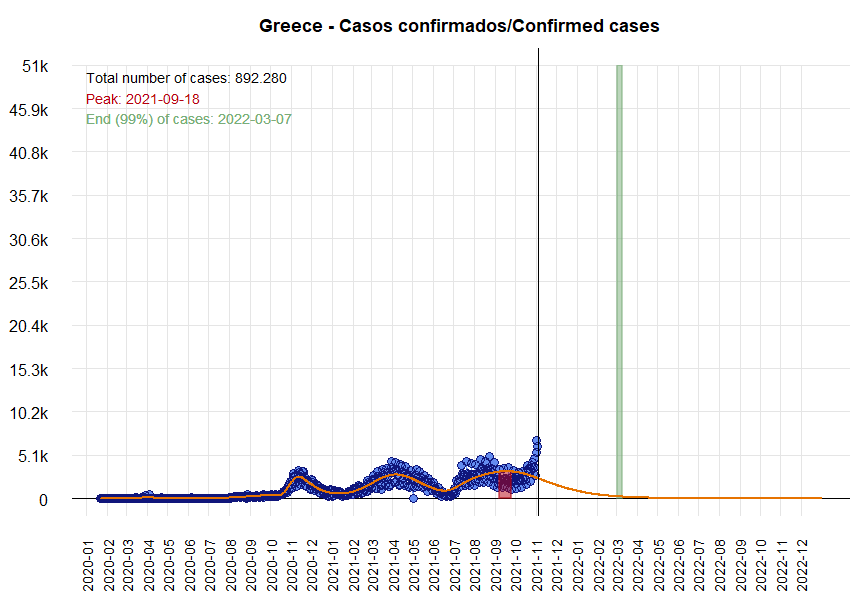 Greece - Casos confirmados/Confirmed cases
51k
45.9k
40.8k
35.7k
30.6k
25.5k
20.4k
15.3k
10.2k
5.1k
0
Total number of cases: 892.280
Peak: 2021-09-18
End (99%) of cases: 2022-03-07
2020-01
2020-02
2020-03
2020-04
2020-05
2020-06
2020-07
2020-08
2020-09
2020-10
2020-11
2020-12
2021-01
2021-02
2021-03
2021-04
2021-05
2021-06
2021-07
2021-08
2021-09
2021-10
2021-11
2021-12
2022-01
2022-02
2022-03
2022-04
2022-05
2022-06
2022-07
2022-08
2022-09
2022-10
2022-11
2022-12